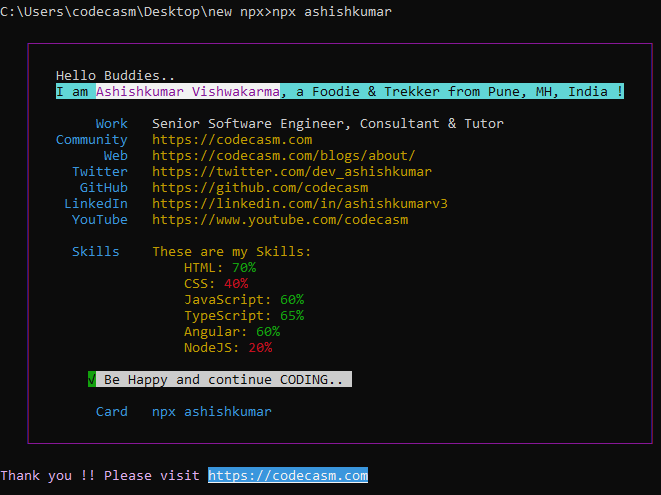 C:\Users\codecasm\Desktop\new npx>npx ashishkumar
Hello Buddies..
I am Ashishkumar Vishwakarma, a Foodie & Trekker from Pune, MH, India !
Work Senior Software Engineer, Consultant & Tutor
Community https://codecasm.com
Web https://codecasm.com/blogs/about/
Twitter https://twitter.com/dev_ashishkumar
GitHub https://github.com/codecasm
LinkedIn https://linkedin.com/in/ashishkumarv3
YouTube https://www.youtube.com/codecasm
Skills These are my Skills:
HTML: 70%
CSS: 40%
JavaScript: 60%
TypeScript: 65%
Angular: 60%
NodeJS: 20%
√ Be Happy and continue CODING..
Card npx ashishkumar
Thank you !! Please visit https://codecasm.com